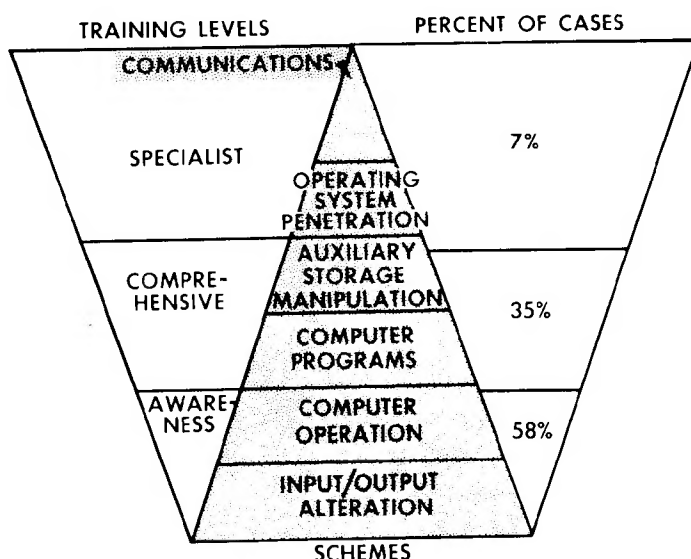 TRAINING LEVELS
PERCENT OF CASES
COMMUNICATIONS
SPECIALIST
7%
OPERATING
SYSTEM
PENETRATION
COMPRE-
HENSIVE
AUXILIARY
STORAGE
MANIPULATION
35%
COMPUTER
PROGRAMS
AWARE-
NESS
COMPUTER
OPERATION
58%
INPUT/OUTPUT
ALTERATION
SCHEMES